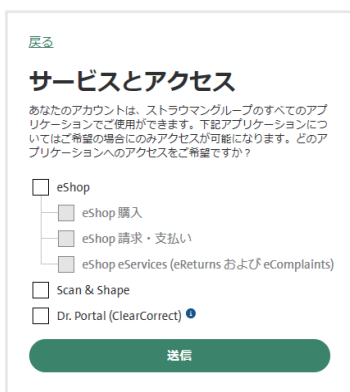 戻る
サービスとアクセス
あなたのアカウントは、ストラウマングループのすべてのアプ
リケーションでご使用ができます。下記アプリケーションにつ
いてはご希望の場合にのみアクセスが可能になります。どのア
プリケーションへのアクセスをご希望ですか？
eShop
eShop 購入
eShop 請求・支払い
eShop eServices (eReturns および eComplaints)
Scan & Shape
Dr. Portal (ClearCorrect)
送信